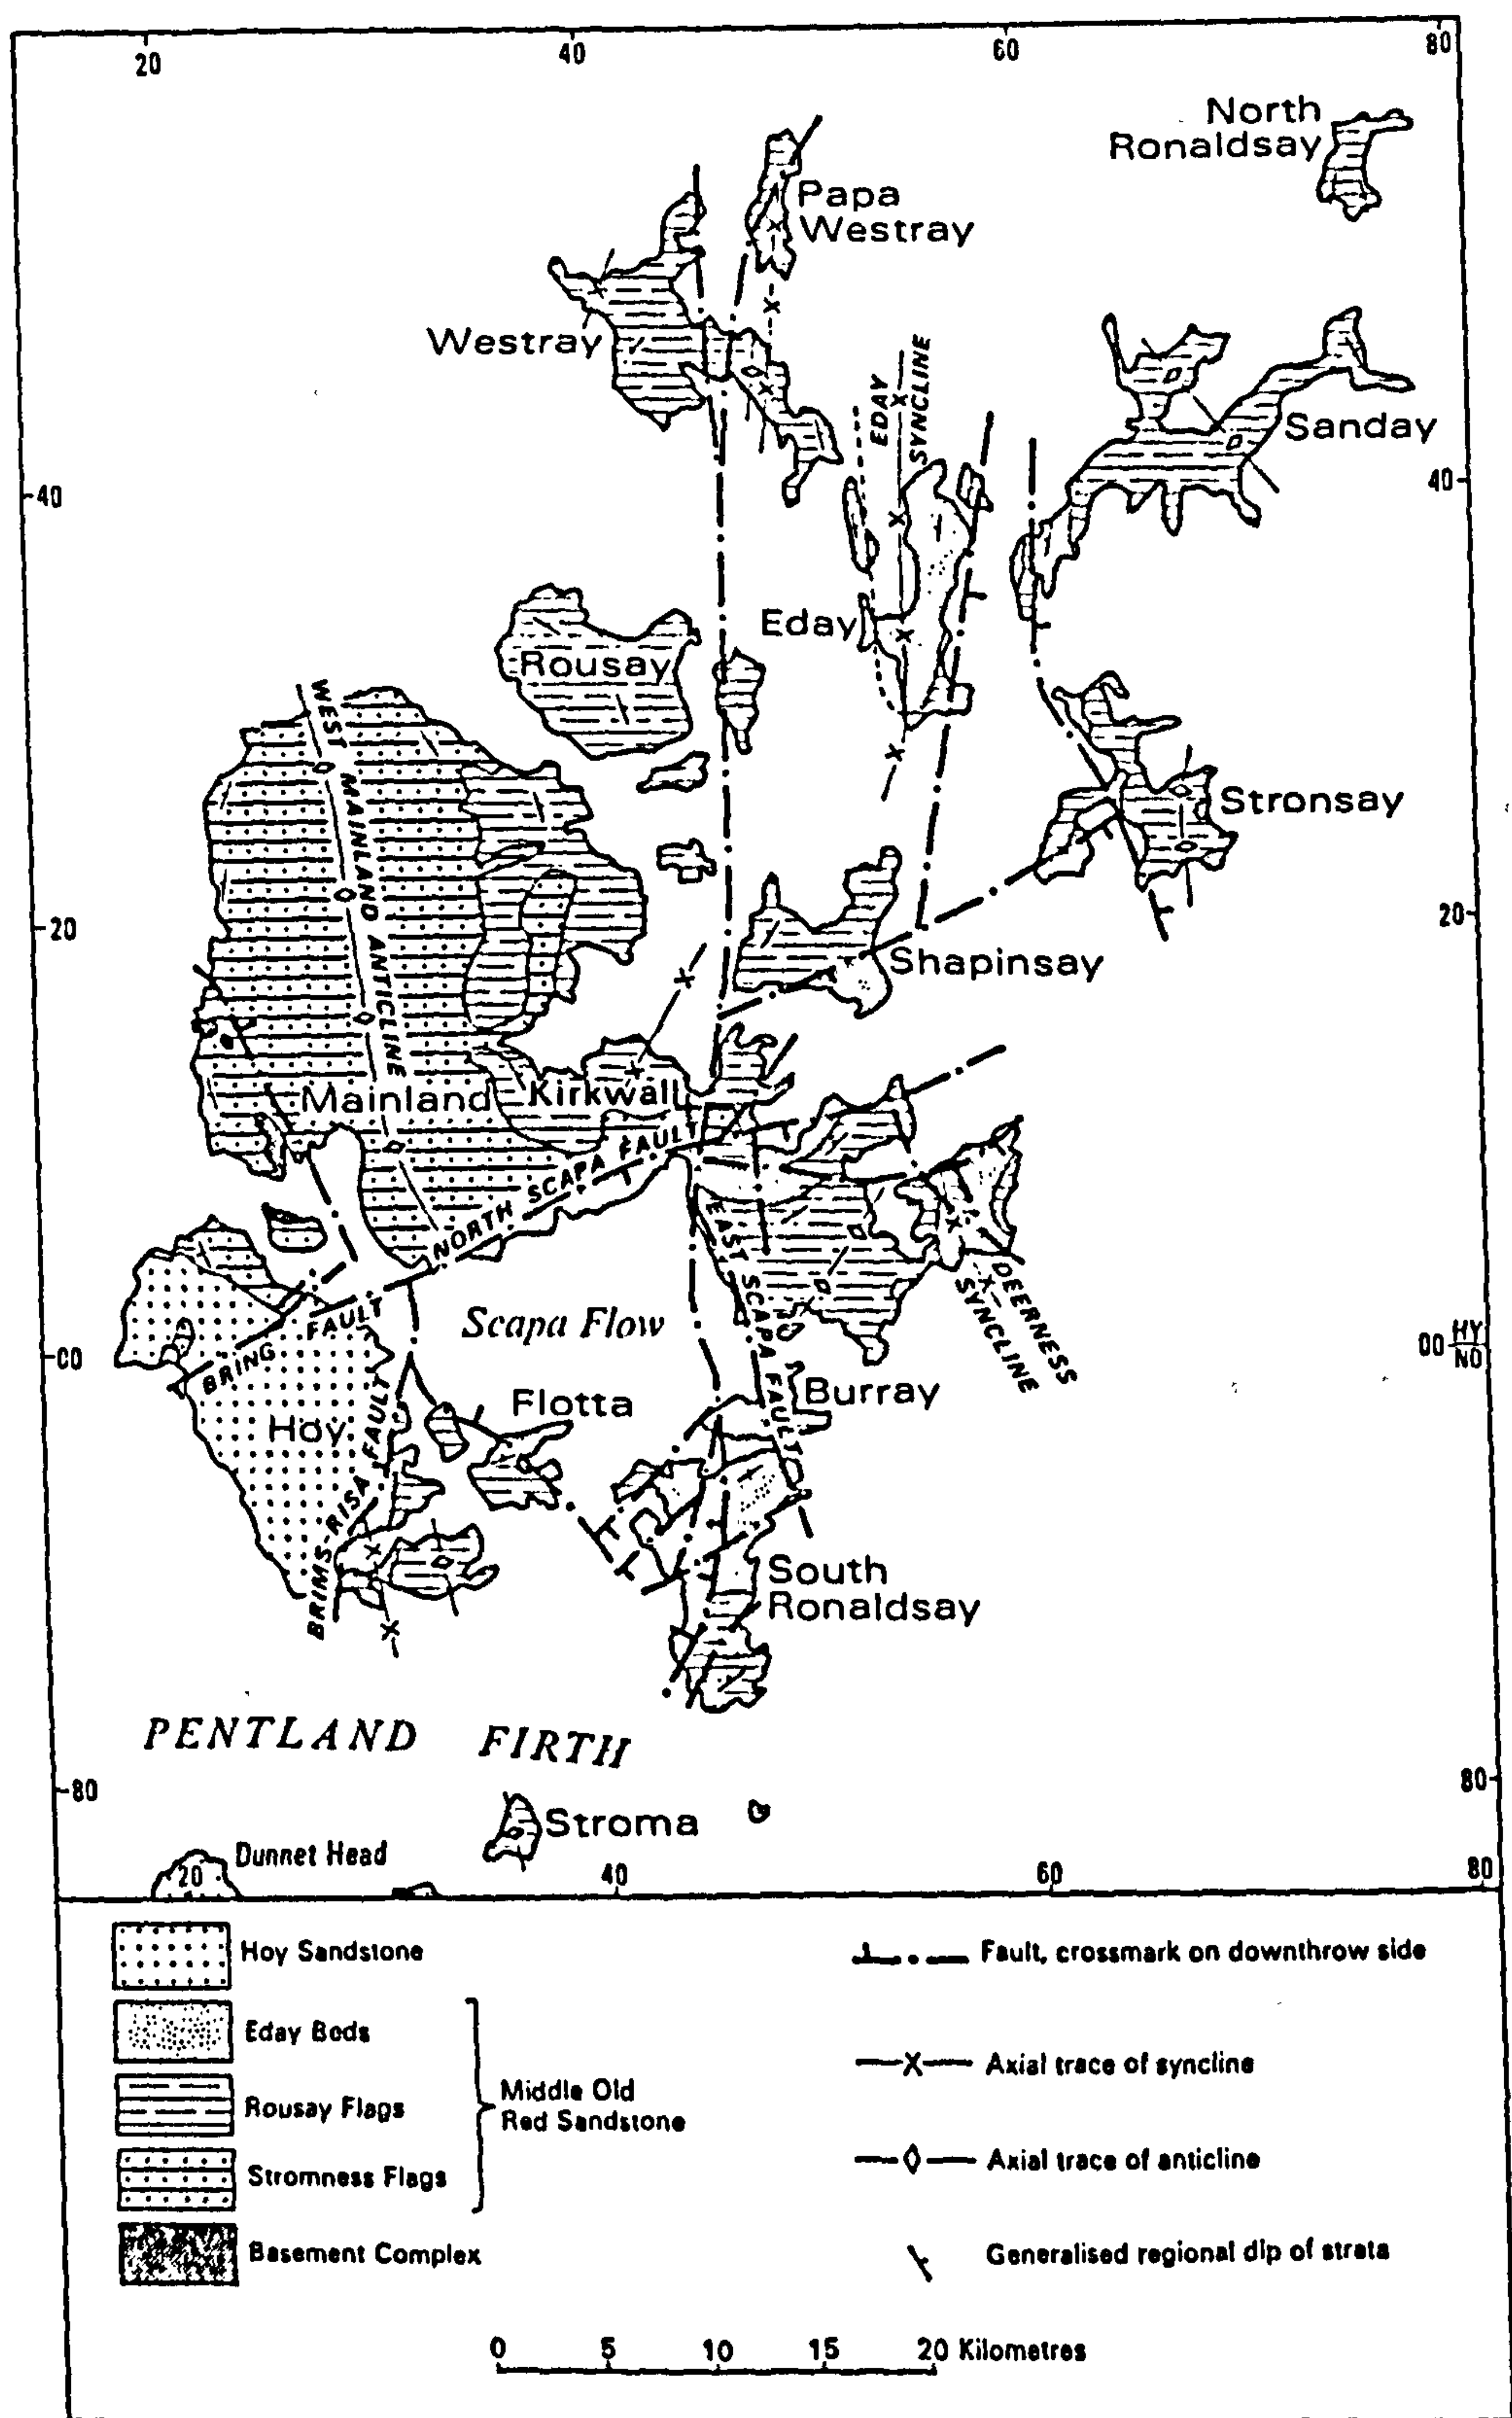 20 40 60 80
North
Ronaldsay
Papa
Westray
Westray
EDAY
SYNCLINE
Sanday
40 40
Eday
Rousay
WEST MAINLAND ANTICLINE
Stronsay
20 20
Shapinsay
Mainland
Kirkwall
NORTH SCAPA FAULT
EAST SCAPA FAULT
DEERNESS
SYNCLINE
Scapa Flow
BRING FAULT
00 00 HY
NO
Burray
Flotta
Hoy
BRIMS-RISA FAULT
South
Ronaldsay
PENTLAND FIRTH
80 80
Stroma
Dunnet Head
20 40 60 80
Hoy Sandstone
Eday Beds
Rousay Flags
Stromness Flags
Middle Old
Red Sandstone
Basement Complex
Fault, crossmark on downthrow side
Axial trace of syncline
Axial trace of anticline
Generalised regional dip of strata
0 5 10 15 20 Kilometres